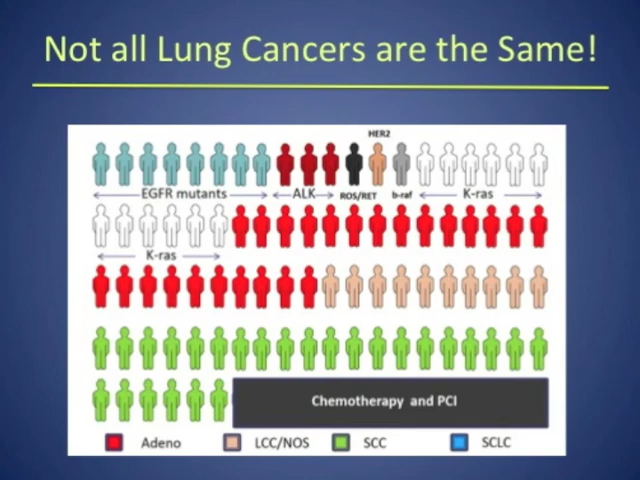 Not all Lung Cancers are the Same!
HER2
EGFR mutants
ALK
ROS/RET
b-raf
K-ras
K-ras
Chemotherapy and PCI
Adeno
LCC/NOS
SCC
SCLC